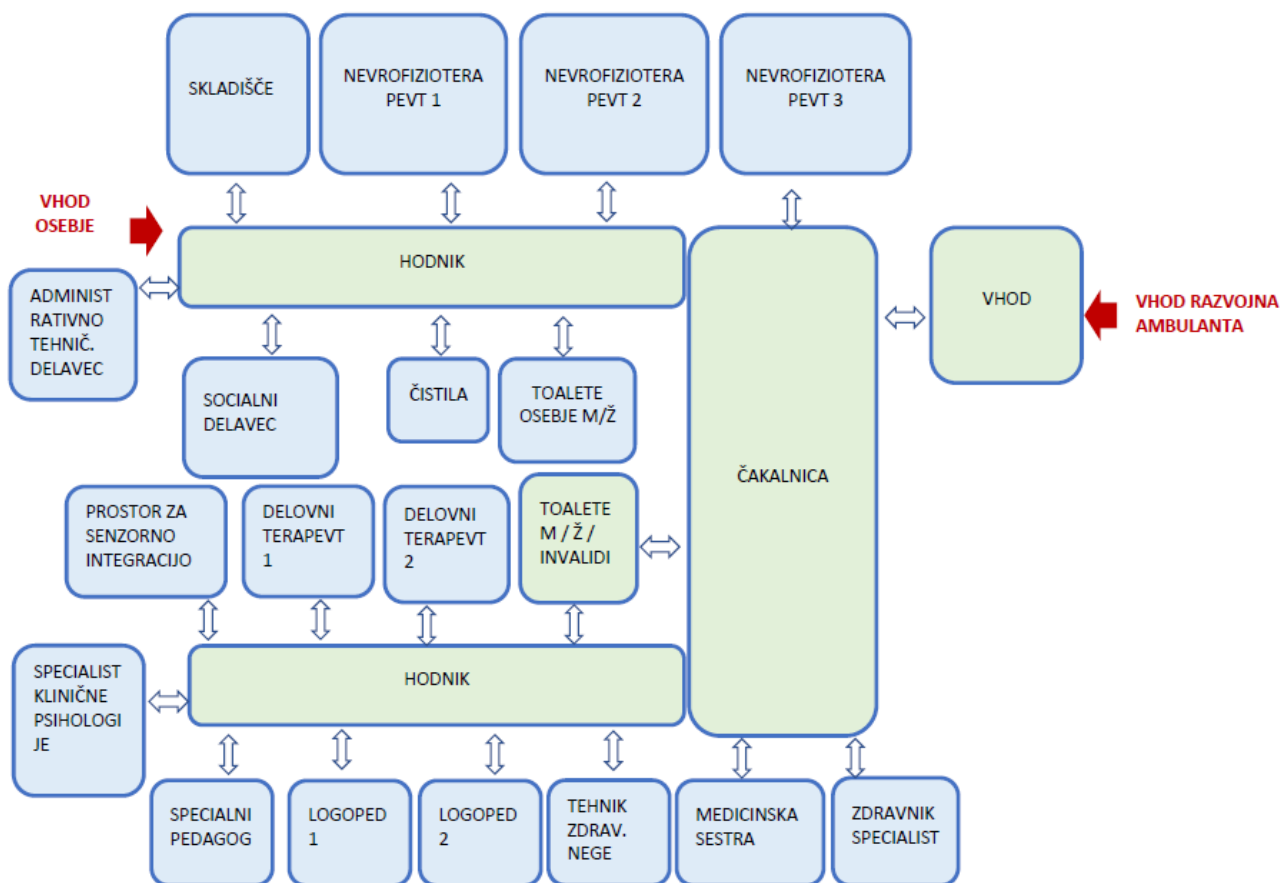 SKLADIŠČE
NEVROFIZIOTERA
PEVT 1
NEVROFIZIOTERA
PEVT 2
NEVROFIZIOTERA
PEVT 3
VHOD
OSEBJE
HODNIK
ADMINIST
RATIVNO
TEHNIČ.
DELAVEC
VHOD
VHOD RAZVOJNA
AMBULANTA
SOCIALNI
DELAVEC
ČISTILA
TOALETE
OSEBJE M/Ž
ČAKALNICA
PROSTOR ZA
SENZORNO
INTEGRACIJO
DELOVNI
TERAPEVT
1
DELOVNI
TERAPEVT
2
TOALETE
M / Ž /
INVALIDI
HODNIK
SPECIALIST
KLINIČNE
PSIHOLOGI
JE
SPECIALNI
PEDAGOG
LOGOPED
1
LOGOPED
2
TEHNIK
ZDRAV.
NEGE
MEDICINSKA
SESTRA
ZDRAVNIK
SPECIALIST